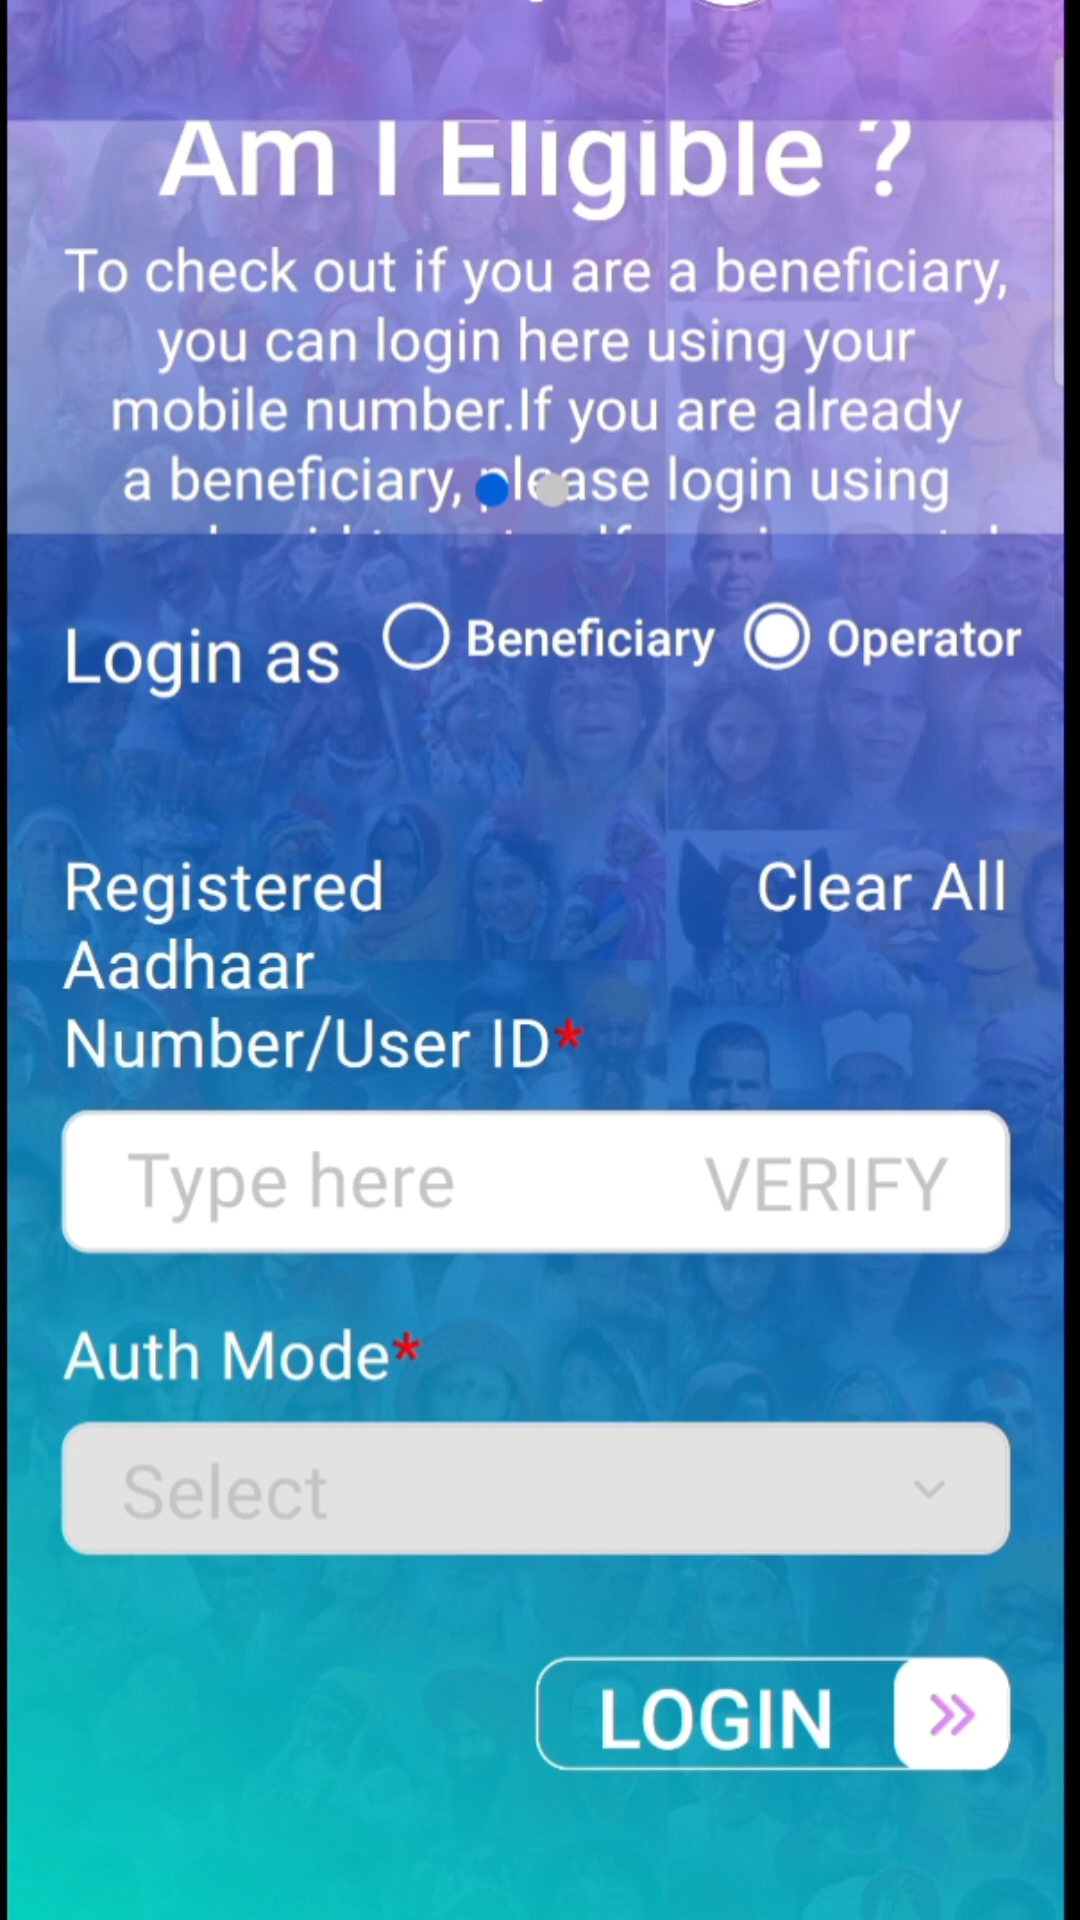 Am I Eligible ?
To check out if you are a beneficiary,
you can login here using your
mobile number.If you are already
a beneficiary, please login using
Login as
Beneficiary
Operator
Registered
Aadhaar
Number/User ID*
Clear All
Type here
VERIFY
Auth Mode*
Select
LOGIN